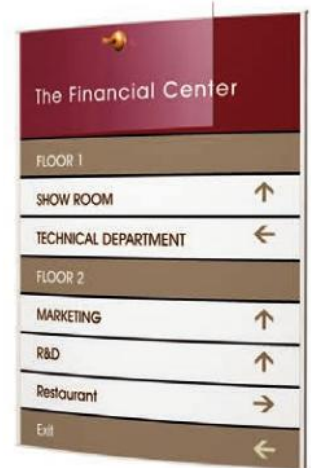 The Financial Center
FLOOR 1
SHOW ROOM ↑
TECHNICAL DEPARTMENT ←
FLOOR 2
MARKETING ↑
R&D ↑
Restaurant →
Exit ←